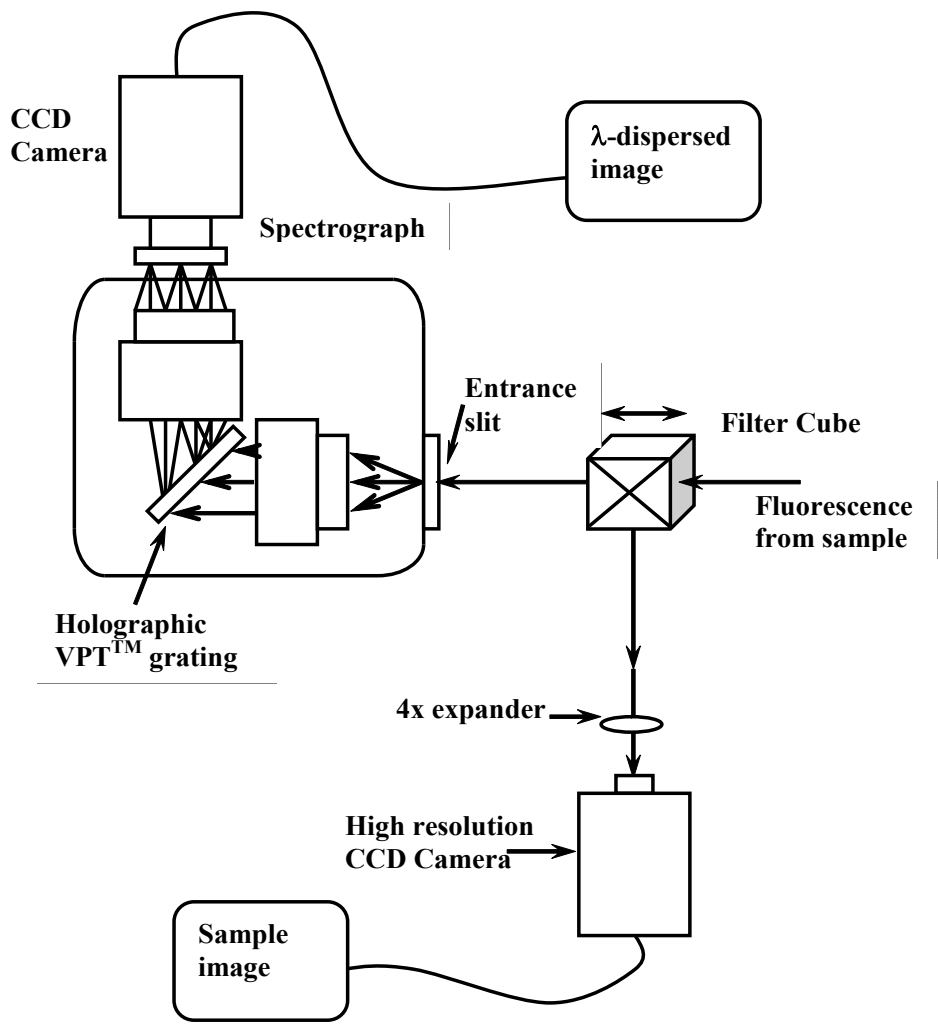 CCD
Camera
λ-dispersed
image
Spectrograph
Entrance
slit
Filter Cube
Fluorescence
from sample
Holographic
VPT™ grating
4x expander
High resolution
CCD Camera
Sample
image